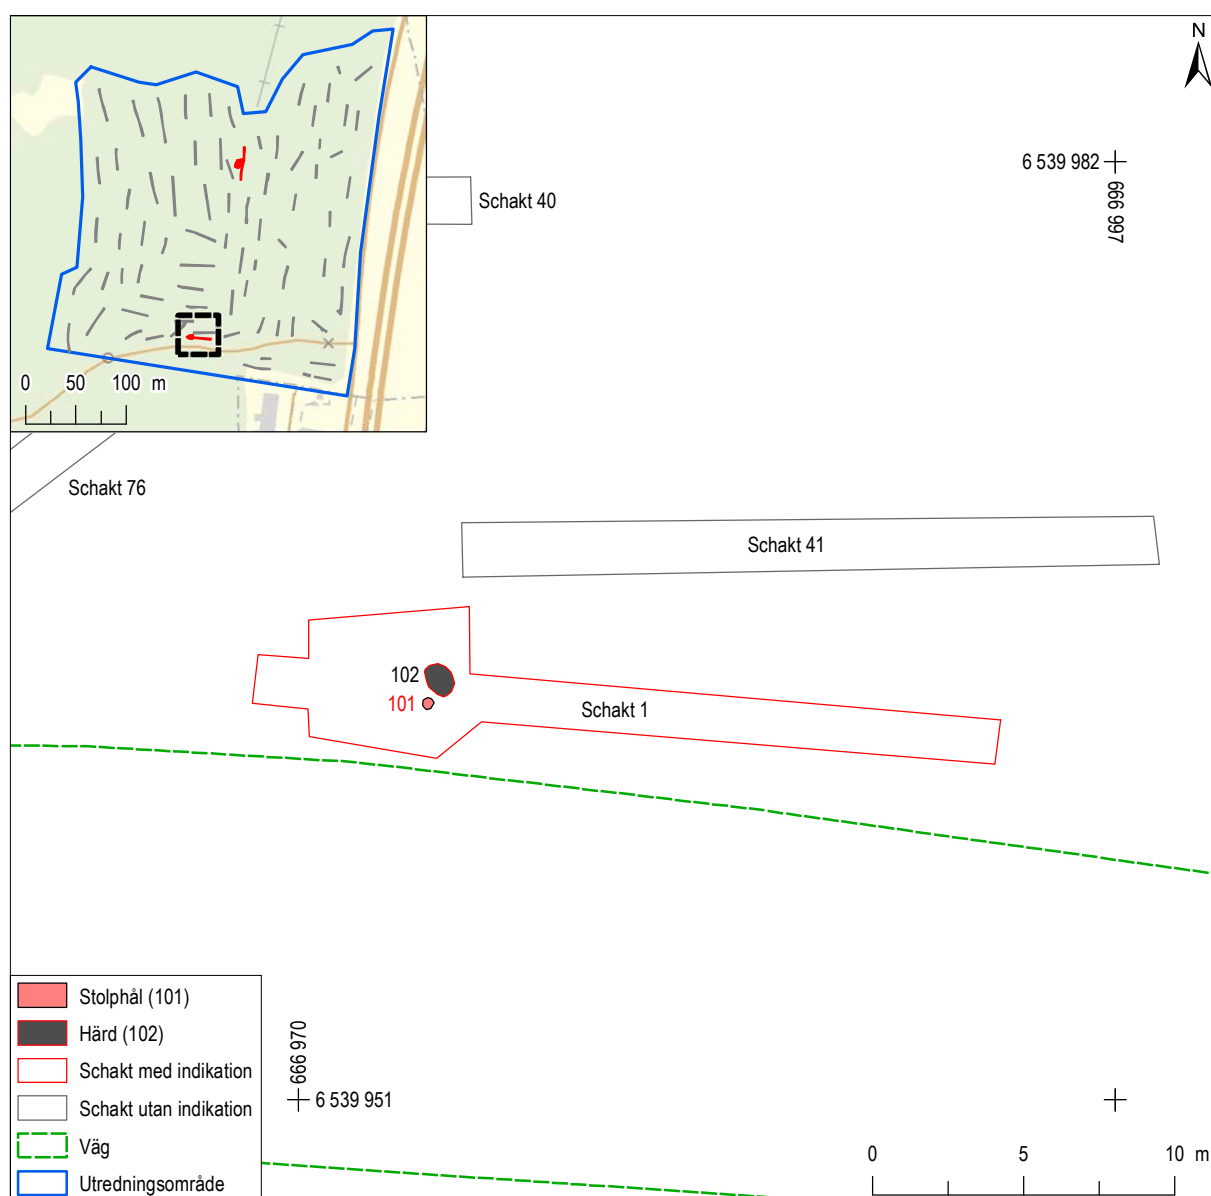 N
6 539 982
666 997
Schakt 40
0 50 100 m
Schakt 76
Schakt 41
102
101
Schakt 1
Stolphål (101)
Härd (102)
Schakt med indikation
Schakt utan indikation
Väg
Utredningsområde
666 970
6 539 951
0 5 10 m